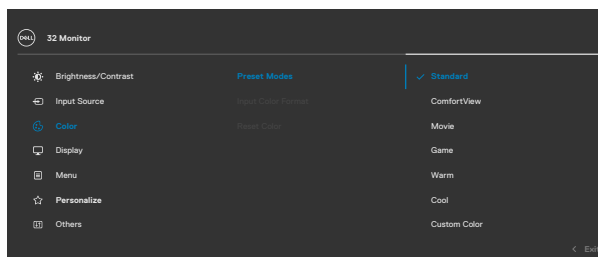 DELL
32 Monitor
Brightness/Contrast
Input Source
Color
Display
Menu
Personalize
Others
Preset Modes
Input Color Format
Reset Color
Standard
ComfortView
Movie
Game
Warm
Cool
Custom Color
Exit